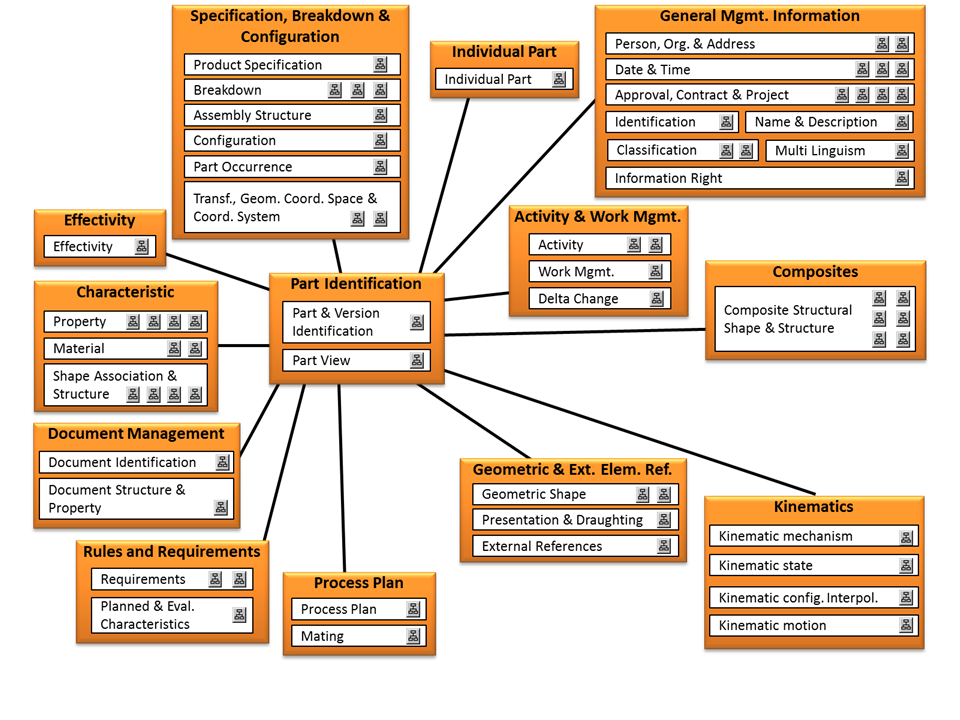 Specification, Breakdown &
Configuration
Product Specification
Breakdown
Assembly Structure
Configuration
Part Occurrence
Transf., Geom. Coord. Space &
Coord. System
Individual Part
Individual Part
General Mgmt. Information
Person, Org. & Address
Date & Time
Approval, Contract & Project
Identification
Name & Description
Classification
Multi Linguism
Information Right
Effectivity
Effectivity
Activity & Work Mgmt.
Activity
Work Mgmt.
Delta Change
Part Identification
Part & Version
Identification
Part View
Composites
Composite Structural
Shape & Structure
Characteristic
Property
Material
Shape Association &
Structure
Document Management
Document Identification
Document Structure &
Property
Geometric & Ext. Elem. Ref.
Geometric Shape
Presentation & Draughting
External References
Kinematics
Kinematic mechanism
Kinematic state
Kinematic config. Interpol.
Kinematic motion
Rules and Requirements
Requirements
Planned & Eval.
Characteristics
Process Plan
Process Plan
Mating